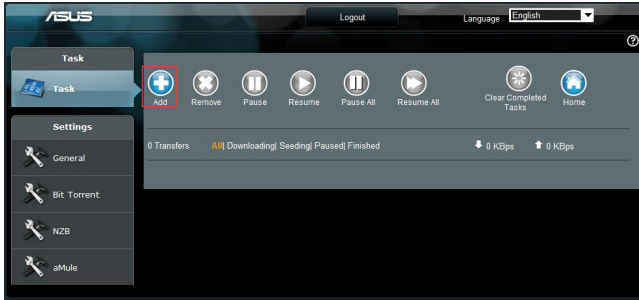 ASUS
Logout
Language English
Task
Task
Add Remove Pause Resume Pause All Resume All Clear Completed Tasks Home
Settings
General
0 Transfers All| Downloading| Seeding| Paused| Finished 0 KBps 0 KBps
Bit Torrent
NZB
aMule